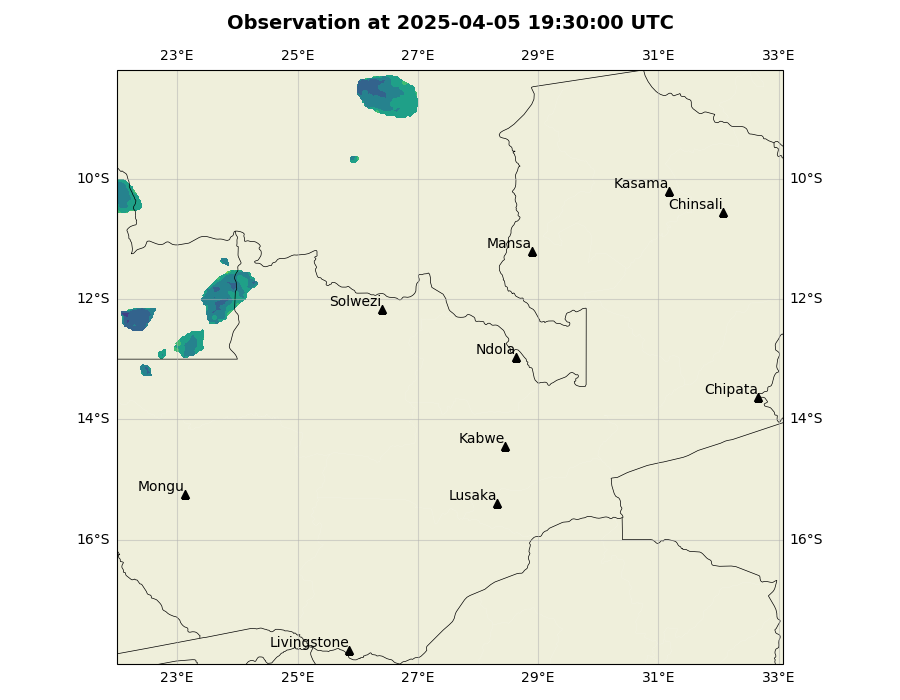 Observation at 2025-04-05 19:30:00 UTC
23°E 25°E 27°E 29°E 31°E 33°E
10°S 10°S
Kasama
Chinsali
Mansa
12°S 12°S
Solwezi
Ndola
Chipata
14°S 14°S
Kabwe
Mongu
Lusaka
16°S 16°S
Livingstone
23°E 25°E 27°E 29°E 31°E 33°E